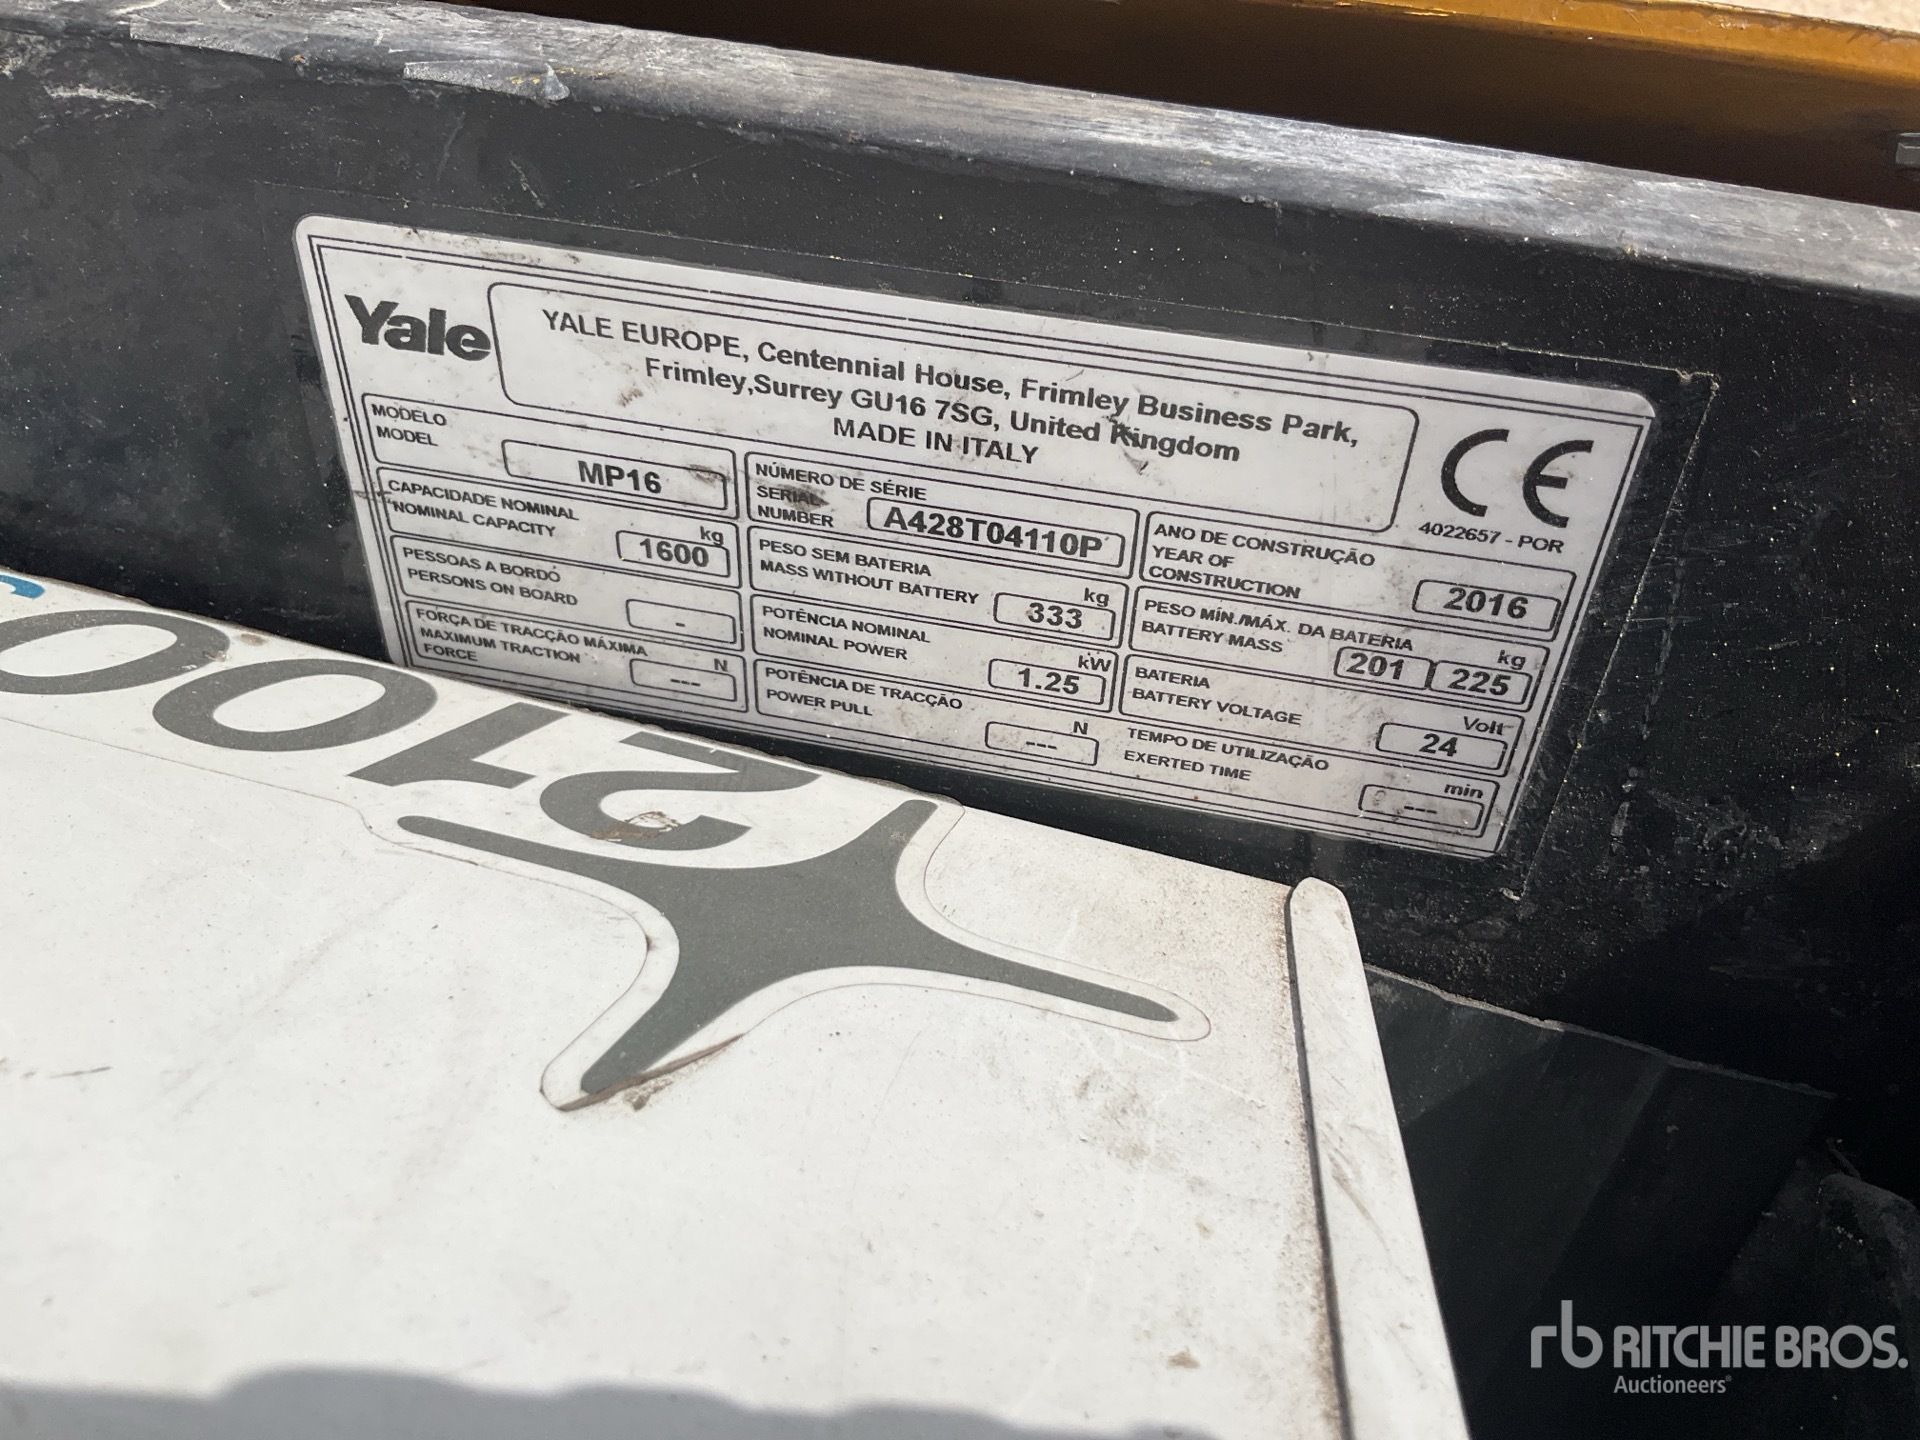 Yale
YALE EUROPE, Centennial House, Frimley Business Park,
Frimley,Surrey GU16 7SG, United Kingdom
MADE IN ITALY
CE
4022657 - POR
MODELO
MODEL
MP16
NÚMERO DE SÉRIE
SERIAL
NUMBER
A428T04110P
ANO DE CONSTRUÇÃO
YEAR OF
CONSTRUCTION
2016
CAPACIDADE NOMINAL
NOMINAL CAPACITY
kg
1600
PESO SEM BATERIA
MASS WITHOUT BATTERY
kg
333
PESO MÍN./MÁX. DA BATERIA
BATTERY MASS
kg
201 225
PESSOAS A BORDO
PERSONS ON BOARD
-
POTÊNCIA NOMINAL
NOMINAL POWER
kW
1.25
BATERIA
BATTERY VOLTAGE
Volt
24
FORÇA DE TRACÇÃO MÁXIMA
MAXIMUM TRACTION
FORCE
N
---
POTÊNCIA DE TRACÇÃO
POWER PULL
N
---
TEMPO DE UTILIZAÇÃO
EXERTED TIME
min
---
2100
rb RITCHIE BROS.
Auctioneers